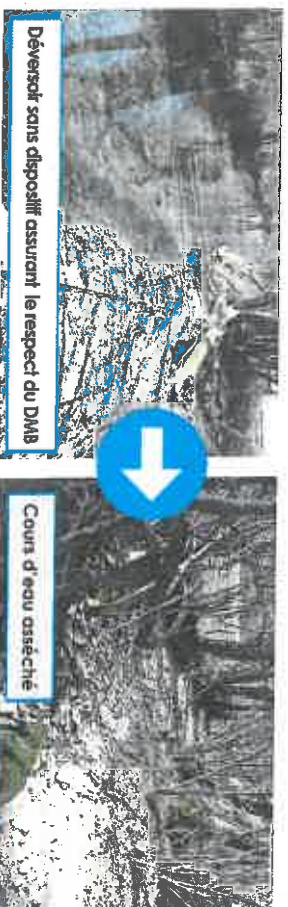 Déversoir sans dispositif assurant le respect du DMB
Cours d'eau asséché